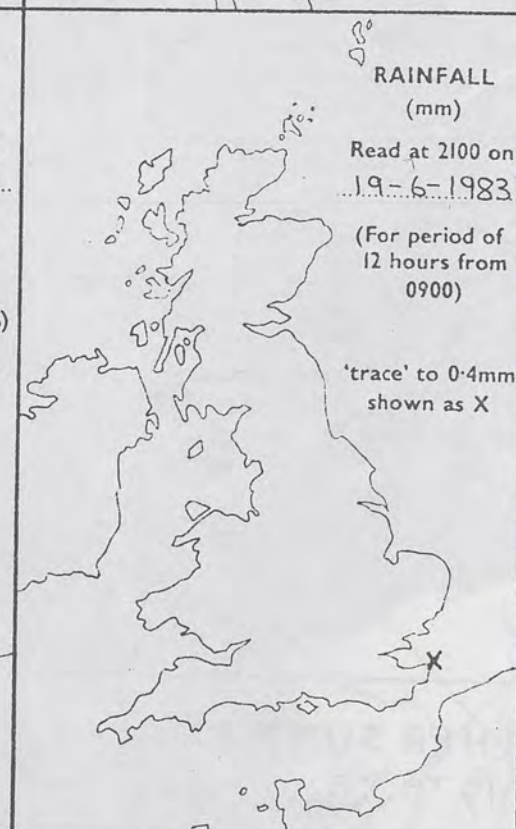 RAINFALL
(mm)
Read at 2100 on
19-6-1983
(For period of
12 hours from
0900)
'trace' to 0·4mm
shown as X
X